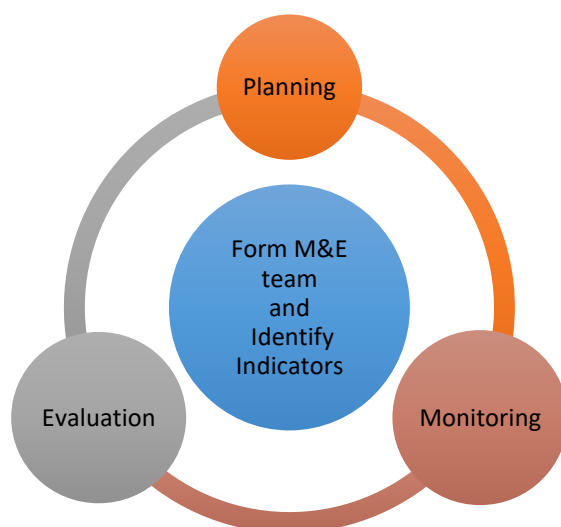 Planning
Form M&E
team
and
Identify
Indicators
Evaluation
Monitoring